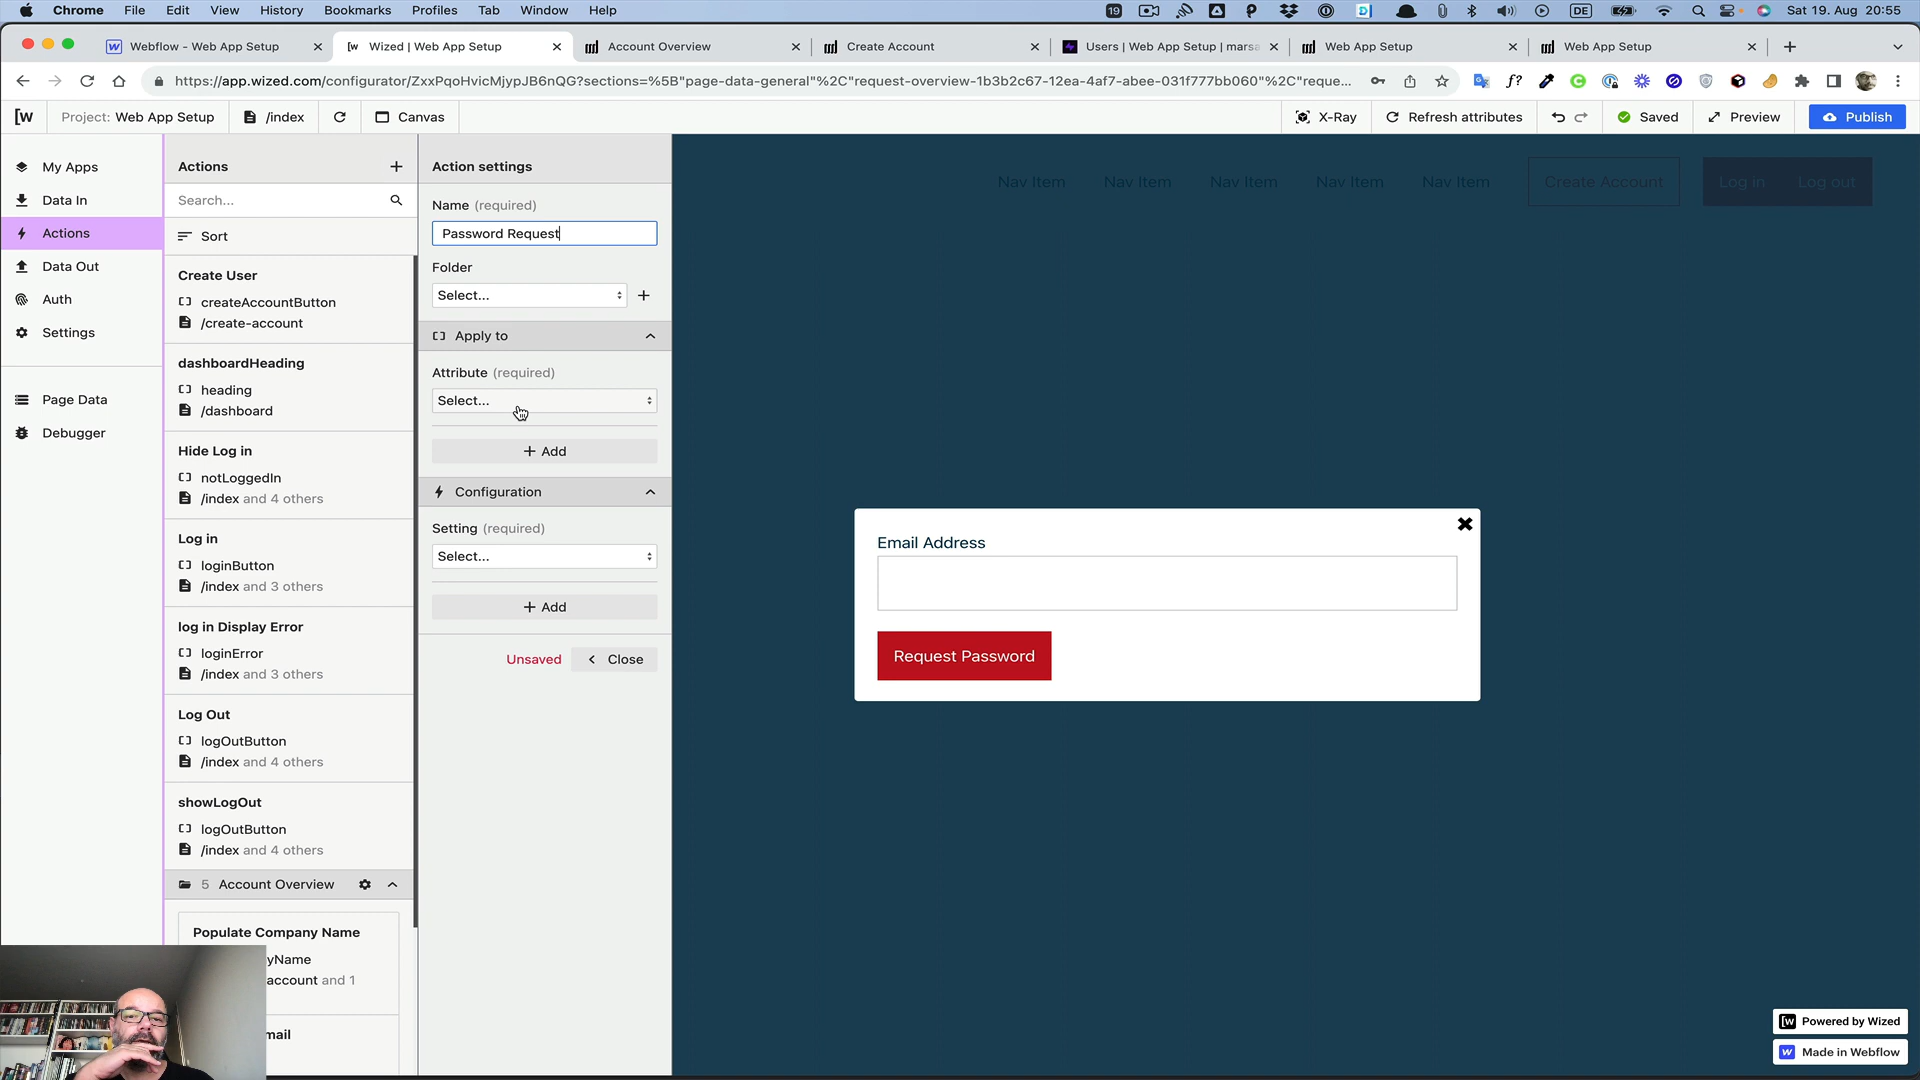 Chrome File Edit View History Bookmarks Profiles Tab Window Help
19 DE Sat 19. Aug 20:55
Webflow - Web App Setup
Wized | Web App Setup
Account Overview
Create Account
Users | Web App Setup | marsa
Web App Setup
Web App Setup
https://app.wized.com/configurator/ZxxPqoHvicMjypJB6nQG?sections=%5B"page-data-general"%2C"request-overview-1b3b2c67-12ea-4af7-abee-031f777bb060"%2C"reque...
Project: Web App Setup
/index
Canvas
X-Ray
Refresh attributes
Saved
Preview
Publish
My Apps
Data In
Actions
Data Out
Auth
Settings
Page Data
Debugger
Actions
Search...
Sort
Create User
createAccountButton
/create-account
dashboardHeading
heading
/dashboard
Hide Log in
notLoggedIn
/index and 4 others
Log in
loginButton
/index and 3 others
log in Display Error
loginError
/index and 3 others
Log Out
logOutButton
/index and 4 others
showLogOut
logOutButton
/index and 4 others
5 Account Overview
Populate Company Name
yName
account and 1
mail
Action settings
Name (required)
Password Request
Folder
Select...
Apply to
Attribute (required)
Select...
Add
Configuration
Setting (required)
Select...
Add
Unsaved
Close
Nav Item
Nav Item
Nav Item
Nav Item
Nav Item
Create Account
Log in
Log out
Email Address
Request Password
Powered by Wized
Made in Webflow